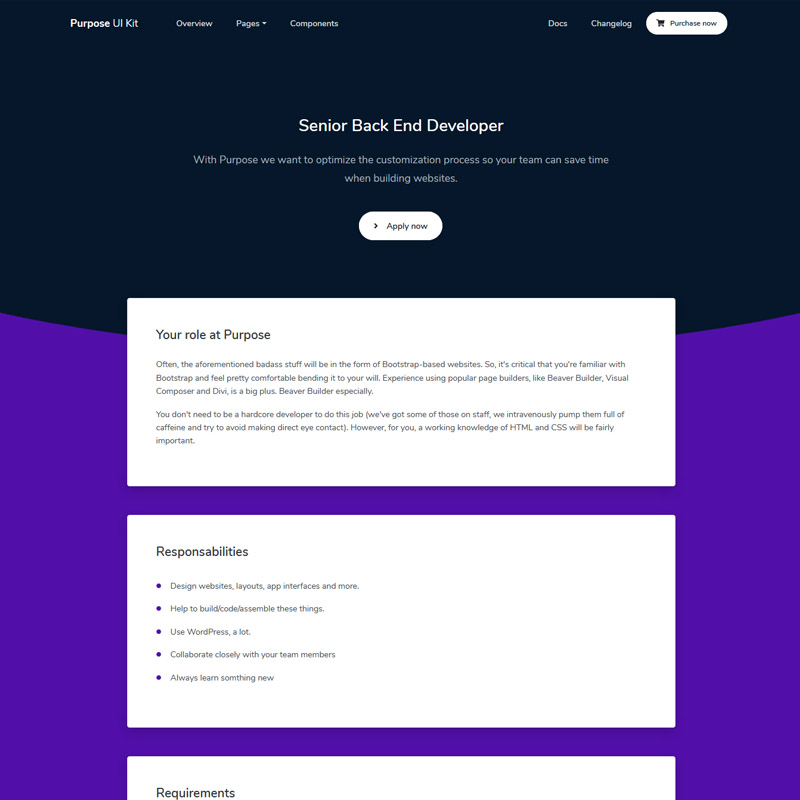 Purpose UI Kit Overview Pages Components Docs Changelog Purchase now
Senior Back End Developer
With Purpose we want to optimize the customization process so your team can save time
when building websites.
Apply now
Your role at Purpose
Often, the aforementioned badass stuff will be in the form of Bootstrap-based websites. So, it's critical that you're familiar with
Bootstrap and feel pretty comfortable bending it to your will. Experience using popular page builders, like Beaver Builder, Visual
Composer and Divi, is a big plus. Beaver Builder especially.
You don't need to be a hardcore developer to do this job (we've got some of those on staff, we intravenously pump them full of
caffeine and try to avoid making direct eye contact). However, for you, a working knowledge of HTML and CSS will be fairly
important.
Responsabilities
Design websites, layouts, app interfaces and more.
Help to build/code/assemble these things.
Use WordPress, a lot.
Collaborate closely with your team members
Always learn somthing new
Requirements